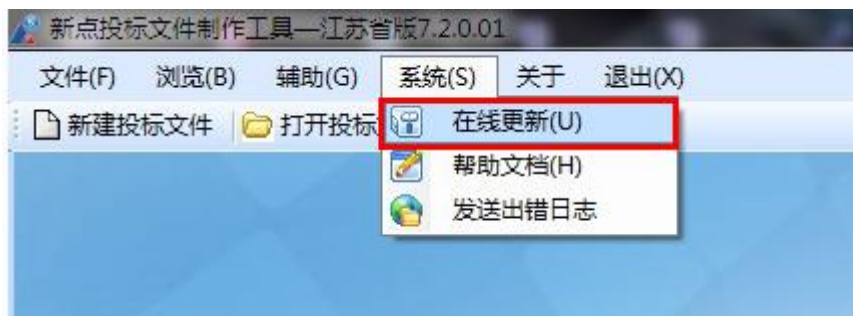 新点投标文件制作工具—江苏省版7.2.0.01
文件(F) 浏览(B) 辅助(G) 系统(S) 关于 退出(X)
新建投标文件 打开投标
在线更新(U)
帮助文档(H)
发送出错日志